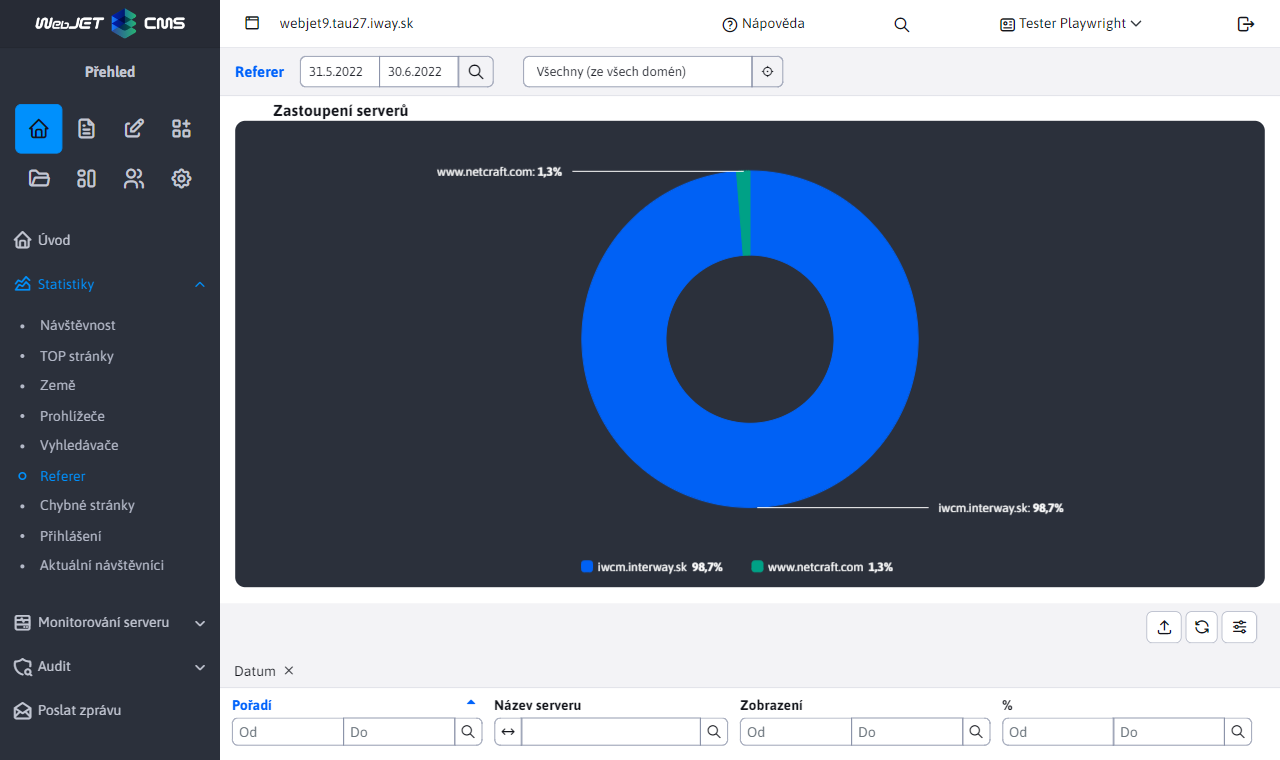 WebJET CMS
webjet9.tau27.iway.sk
Nápověda
Tester Playwright
Přehled
Úvod
Statistiky
Návštěvnost
TOP stránky
Země
Prohlížeče
Vyhledávače
Referer
Chybné stránky
Přihlášení
Aktuální návštěvníci
Monitorování serveru
Audit
Poslat zprávu
Referer
31.5.2022
30.6.2022
Všechny (ze všech domén)
Zastoupení serverů
www.netcraft.com: 1,3%
iwcm.interway.sk: 98,7%
iwcm.interway.sk 98,7%
www.netcraft.com 1,3%
Datum ×
Pořadí
Název serveru
Zobrazení
%
Od
Do
Od
Do
Od
Do